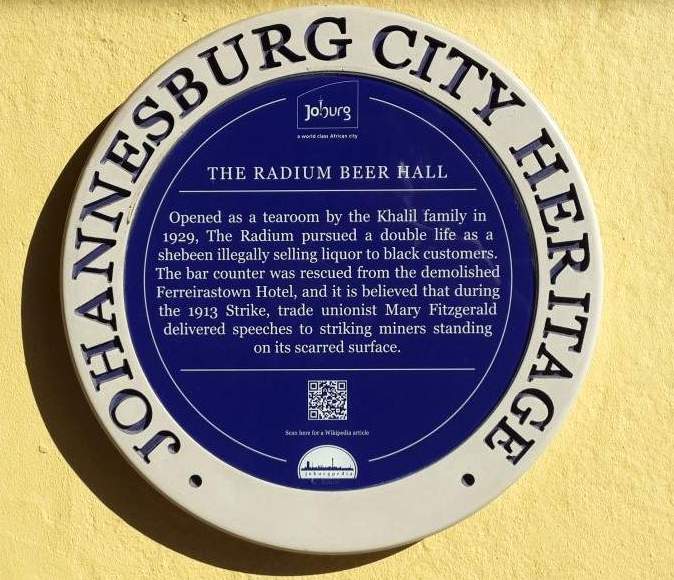 JOHANNESBURG CITY HERITAGE
Joburg
a world class African city
THE RADIUM BEER HALL
Opened as a tearoom by the Khalil family in
1929, The Radium pursued a double life as a
shebeen illegally selling liquor to black customers.
The bar counter was rescued from the demolished
Ferreirastown Hotel, and it is believed that during
the 1913 Strike, trade unionist Mary Fitzgerald
delivered speeches to striking miners standing
on its scarred surface.
Scan here for a Wikipedia article
joburgpedia